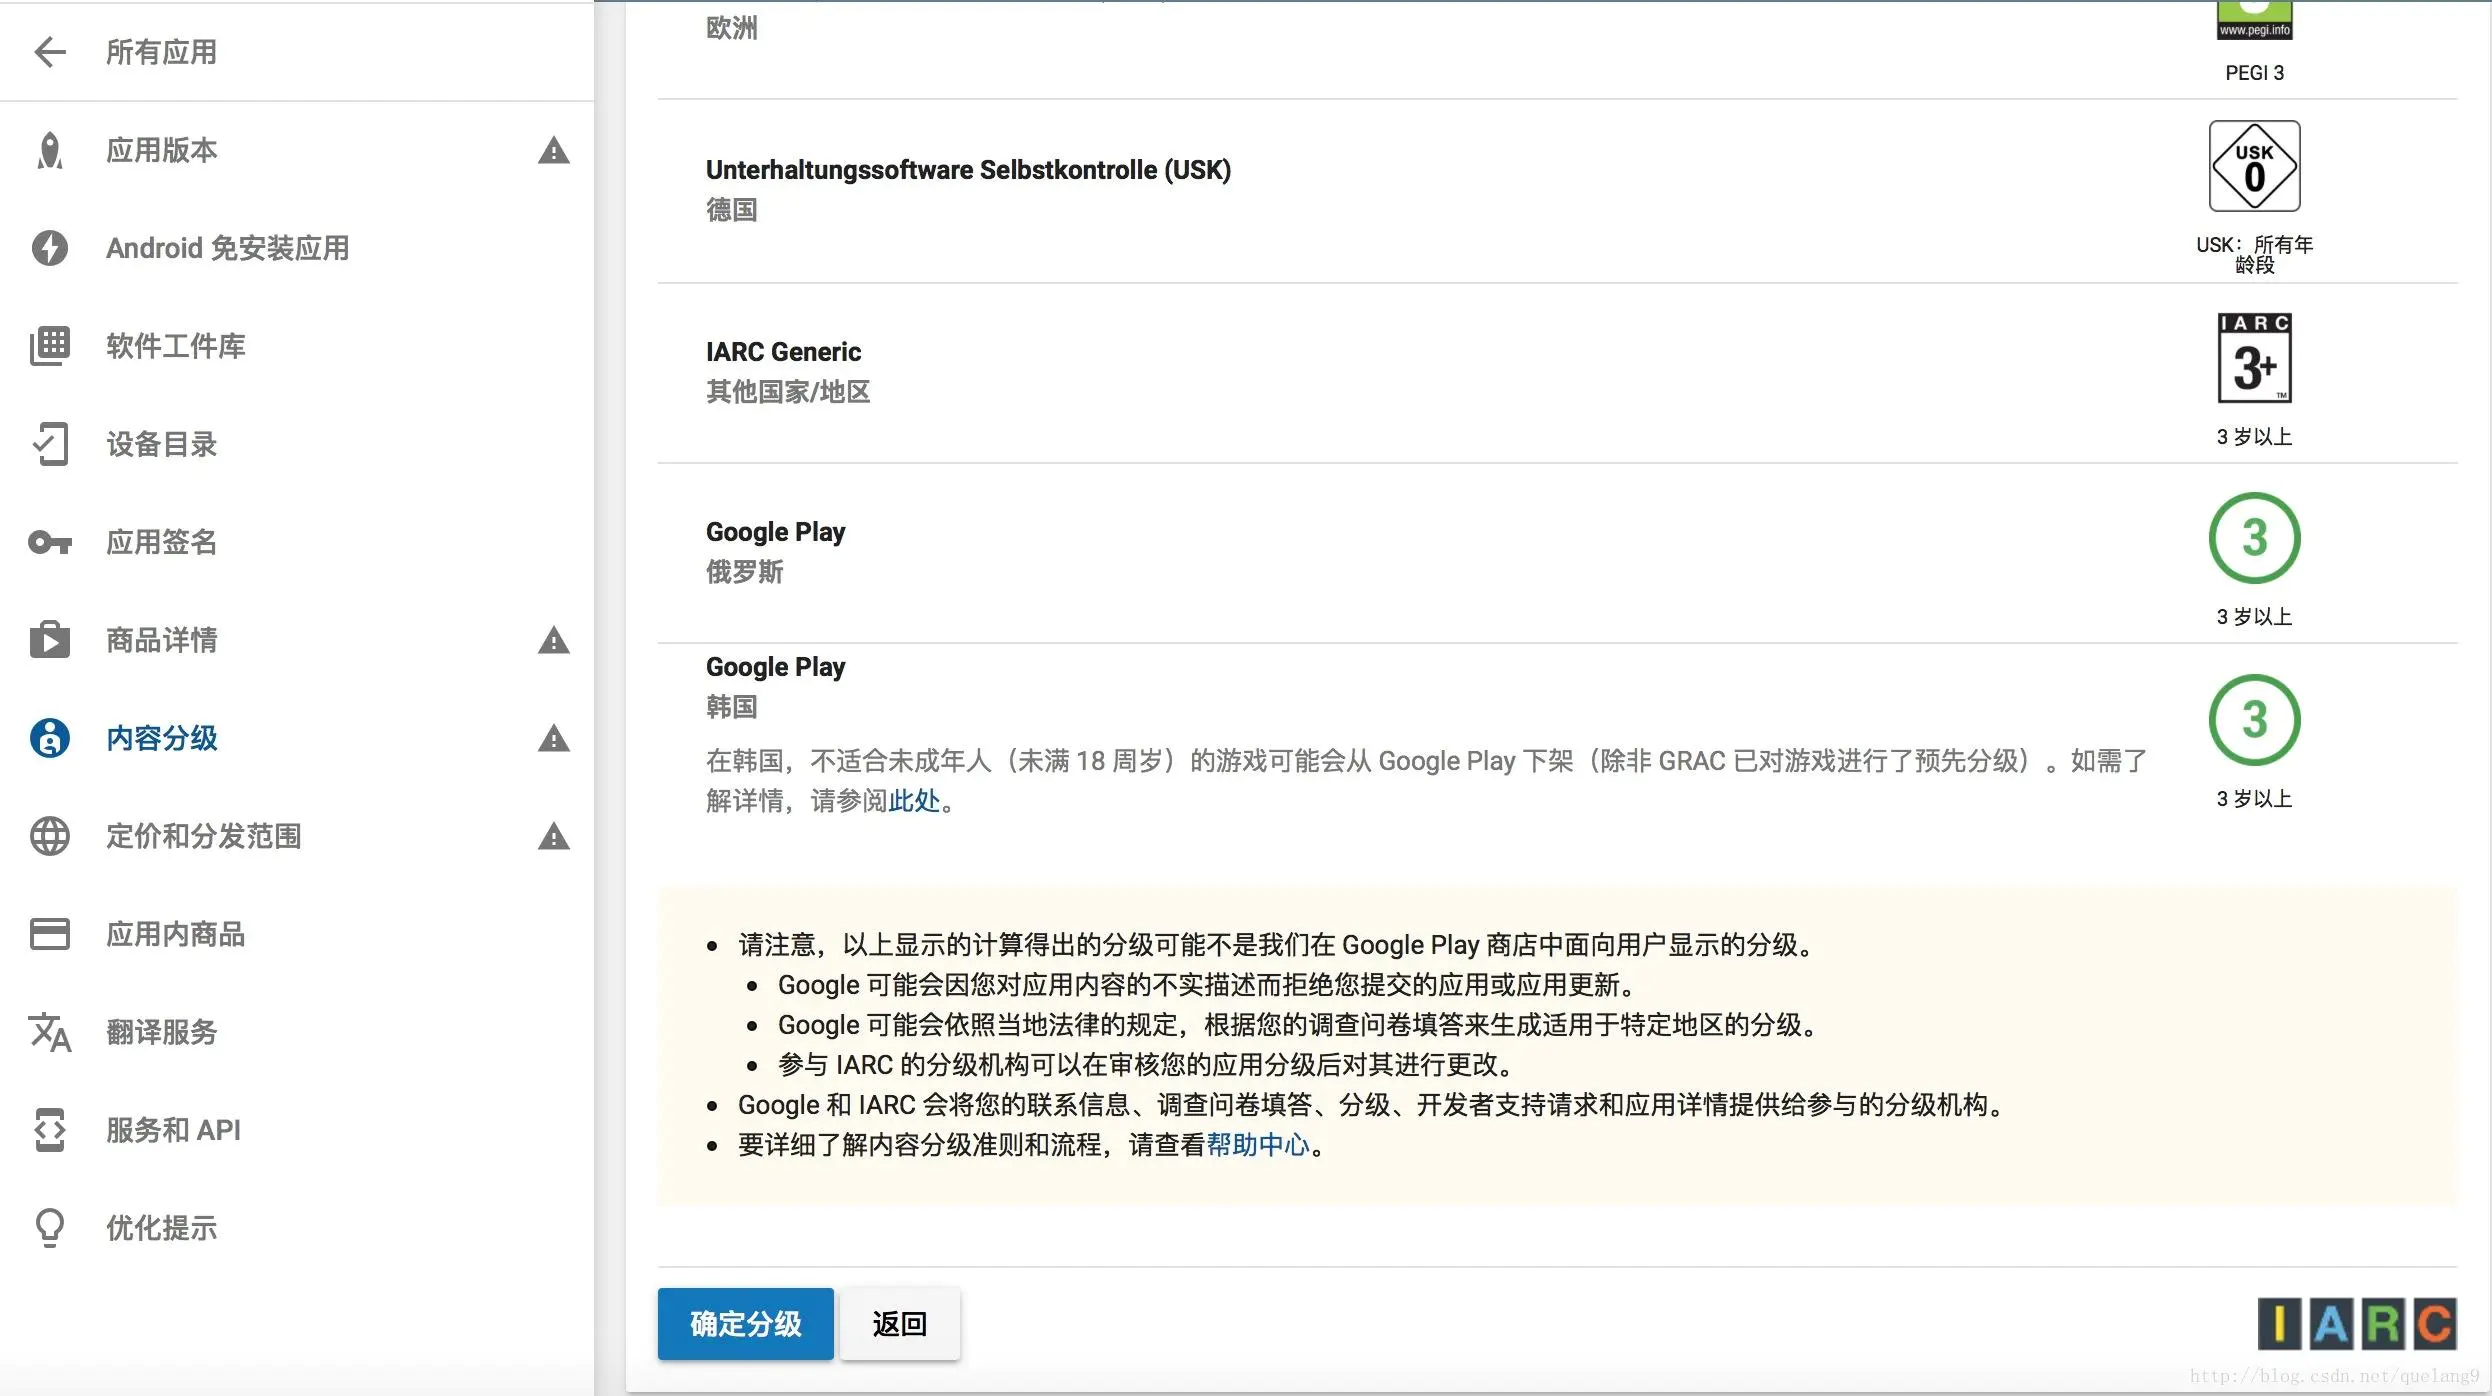 所有应用
应用版本
Android 免安装应用
软件工件库
设备目录
应用签名
商品详情
内容分级
定价和分发范围
应用内商品
翻译服务
服务和 API
优化提示
欧洲
www.pegi.info
PEGI 3
Unterhaltungssoftware Selbstkontrolle (USK)
德国
USK
0
USK：所有年
龄段
IARC Generic
其他国家/地区
IARC
3+
TM
3 岁以上
Google Play
俄罗斯
3
3 岁以上
Google Play
韩国
在韩国，不适合未成年人（未满 18 周岁）的游戏可能会从 Google Play 下架（除非 GRAC 已对游戏进行了预先分级）。如需了
解详情，请参阅此处。
3
3 岁以上
请注意，以上显示的计算得出的分级可能不是我们在 Google Play 商店中面向用户显示的分级。
Google 可能会因您对应用内容的不实描述而拒绝您提交的应用或应用更新。
Google 可能会依照当地法律的规定，根据您的调查问卷填答来生成适用于特定地区的分级。
参与 IARC 的分级机构可以在审核您的应用分级后对其进行更改。
Google 和 IARC 会将您的联系信息、调查问卷填答、分级、开发者支持请求和应用详情提供给参与的分级机构。
要详细了解内容分级准则和流程，请查看帮助中心。
确定分级
返回
IARC
http://blog.csdn.net/quelang9